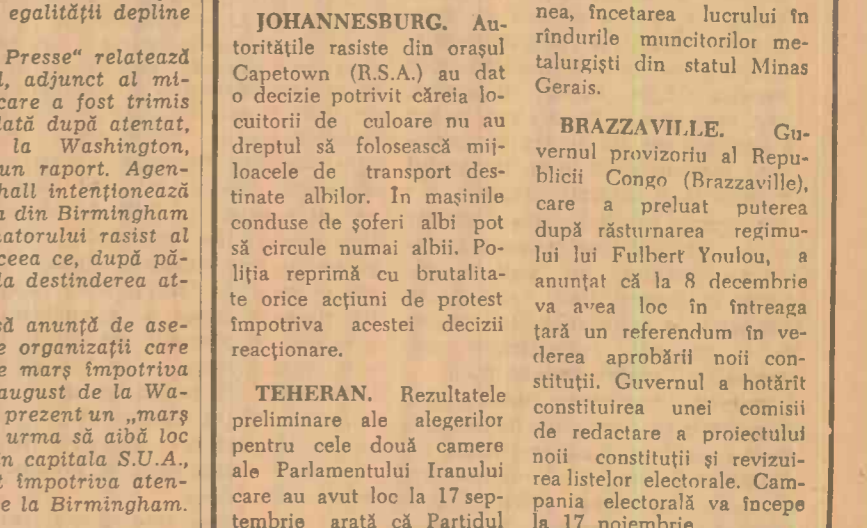 egalității depline
Presse“ relatează
l, adjunct al mi-
care a fost trimis
lată după atentat,
la Washington,
un raport. Agen-
hall intenționează
din Birmingham
natorului rasist al
ceea ce, după pă-
la destinderea at-
să anunță de ase-
e organizații care
e marș împotriva
august de la Wa-
prezent un „marș
urma să aibă loc
în capitala S.U.A.,
t împotriva aten-
e la Birmingham.
JOHANNESBURG. Au-
toritățile rasiste din orașul
Capetown (R.S.A.) au dat
o decizie potrivit căreia lo-
cuitorii de culoare nu au
dreptul să folosească mij-
loacele de transport des-
tinate albilor. În mașinile
conduse de șoferi albi pot
să circule numai albii. Po-
liția reprimă cu brutalita-
te orice acțiuni de protest
împotriva acestei decizii
reacționare.
TEHERAN. Rezultatele
preliminare ale alegerilor
pentru cele două camere
ale Parlamentului Iranului
care au avut loc la 17 sep-
tembrie arată că Partidul
nea, încetarea lucrului în
rîndurile muncitorilor me-
talurgiști din statul Minas
Gerais.
BRAZZAVILLE. Gu-
vernul provizoriu al Repu-
blicii Congo (Brazzaville),
care a preluat puterea
după răsturnarea regimu-
lui lui Fulbert Youlou, a
anunțat că la 8 decembrie
va avea loc în întreaga
țară un referendum în ve-
derea aprobării noii con-
stituții. Guvernul a hotărît
constituirea unei comisii
de redactare a proiectului
noii constituții și revizui-
rea listelor electorale. Cam-
pania electorală va începe
la 17 noiembrie